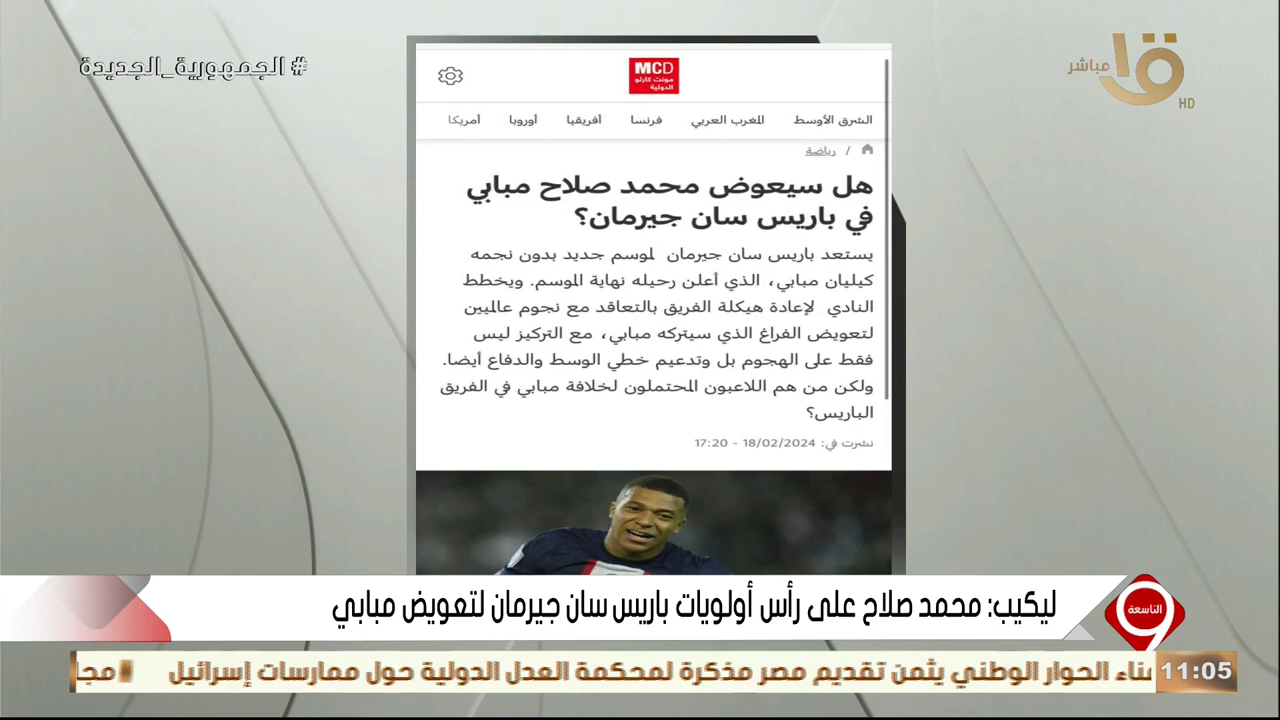 # الجمهورية_الجديدة
مباشر
HD
MCD
مونت كارلو
الدولية
الشرق الأوسط المغرب العربي فرنسا أفريقيا أوروبا أمريكا
/ رياضة
هل سيعوض محمد صلاح مبابي
في باريس سان جيرمان؟
يستعد باريس سان جيرمان لموسم جديد بدون نجمه
كيليان مبابي، الذي أعلن رحيله نهاية الموسم. ويخطط
النادي لإعادة هيكلة الفريق بالتعاقد مع نجوم عالميين
لتعويض الفراغ الذي سيتركه مبابي، مع التركيز ليس
فقط على الهجوم بل وتدعيم خطي الوسط والدفاع أيضا.
ولكن من هم اللاعبون المحتملون لخلافة مبابي في الفريق
الباريس؟
نشرت في: 18/02/2024 - 17:20
ليكيب: محمد صلاح على رأس أولويات باريس سان جيرمان لتعويض مبابي
التاسعة
9
11:05
الحوار الوطني يثمن تقديم مصر مذكرة لمحكمة العدل الدولية حول ممارسات إسرائيل